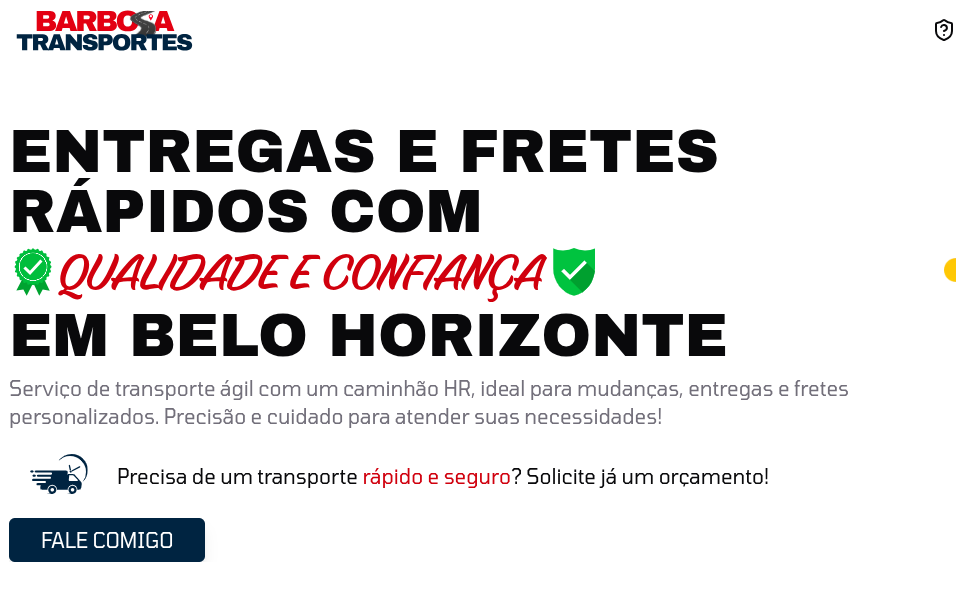 BARBOSA
TRANSPORTES
ENTREGAS E FRETES
RÁPIDOS COM
QUALIDADE E CONFIANÇA
EM BELO HORIZONTE
Serviço de transporte ágil com um caminhão HR, ideal para mudanças, entregas e fretes
personalizados. Precisão e cuidado para atender suas necessidades!
Precisa de um transporte rápido e seguro? Solicite já um orçamento!
FALE COMIGO